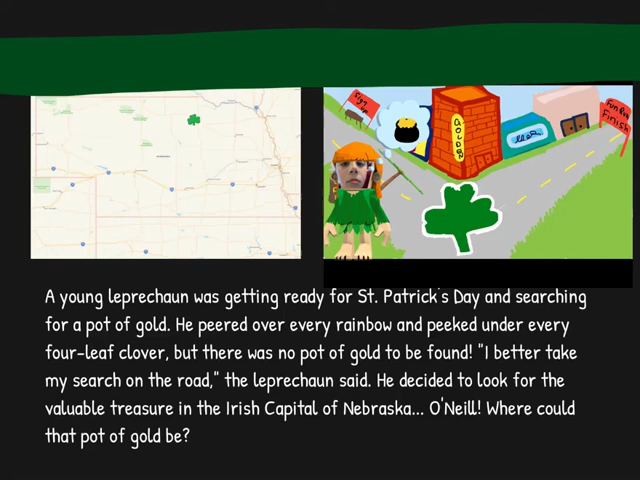 Sign
up
GOLDEN
Fun Run
Finish
A young leprechaun was getting ready for St. Patrick's Day and searching
for a pot of gold. He peered over every rainbow and peeked under every
four-leaf clover, but there was no pot of gold to be found! "I better take
my search on the road," the leprechaun said. He decided to look for the
valuable treasure in the Irish Capital of Nebraska... O'Neill! Where could
that pot of gold be?